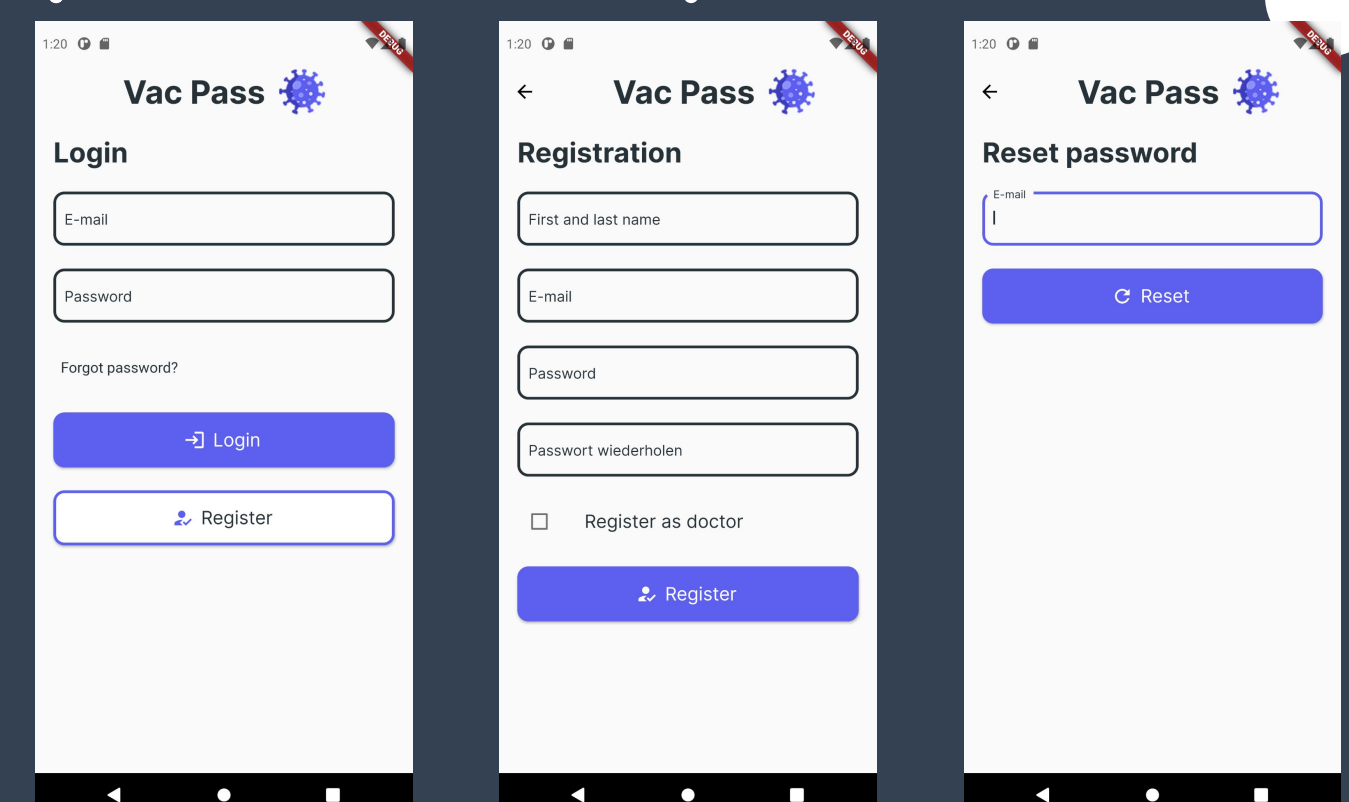 1:20
DEBUG
Vac Pass
Login
E-mail
Password
Forgot password?
Login
Register
1:20
DEBUG
Vac Pass
Registration
First and last name
E-mail
Password
Passwort wiederholen
Register as doctor
Register
1:20
DEBUG
Vac Pass
Reset password
E-mail
Reset